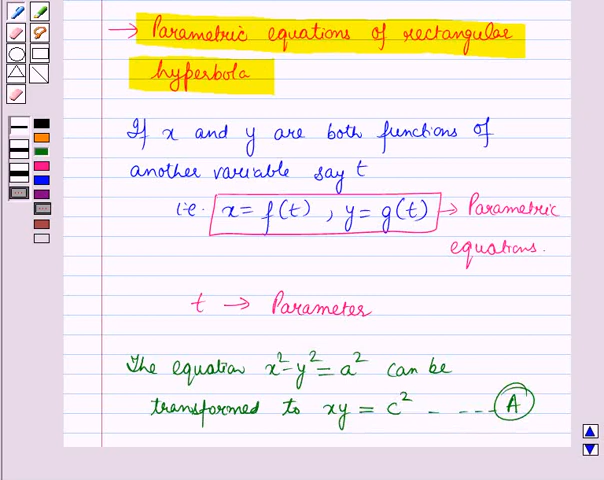 → Parametric equations of rectangular
hyperbola
If x and y are both functions of
another variable say t
i.e. x = f(t) , y = g(t) → Parametric
equations.
t → Parameter
The equation x² - y² = a² can be
transformed to xy = c² - - - - - (A)